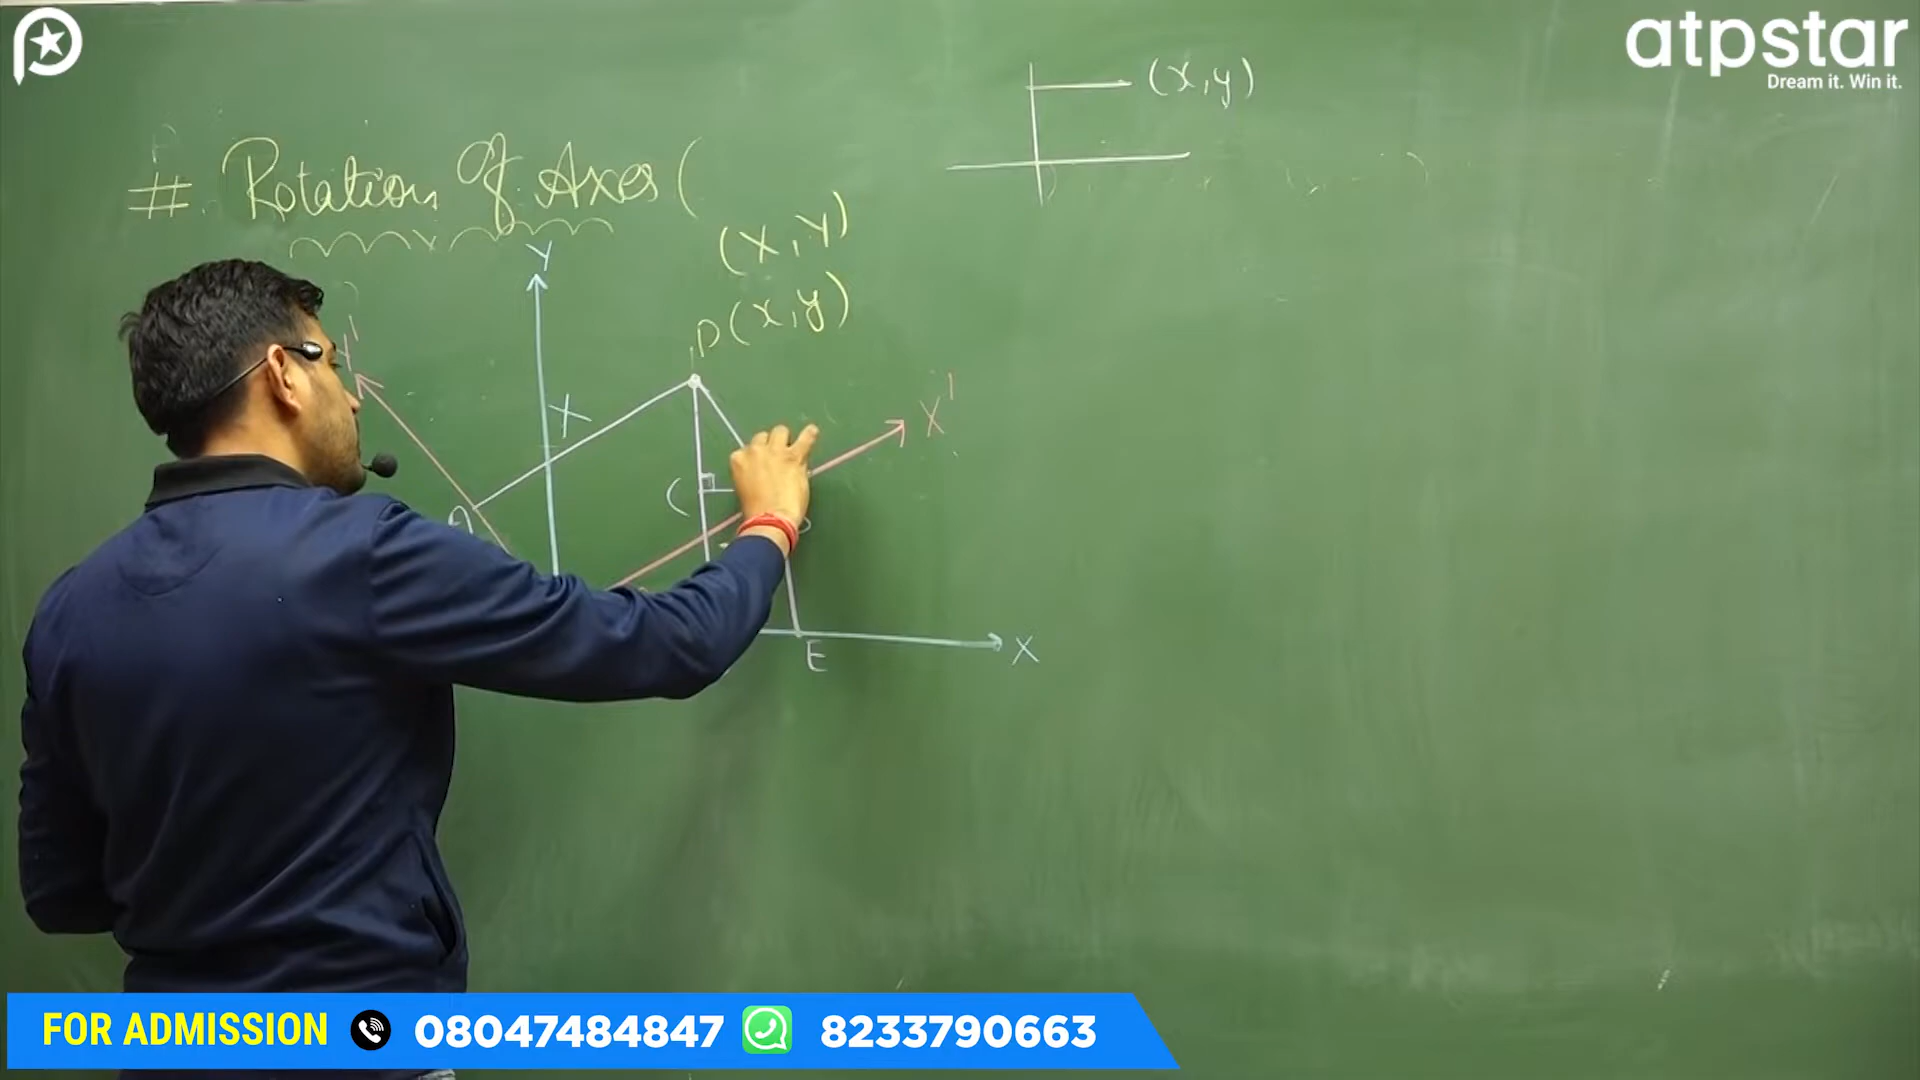 atpstar
Dream it. Win it.
(x,y)
# Rotation Of Axes (
(X,Y)
P(x,y)
Y
Y'
X
X'
A
C
E
X
FOR ADMISSION 08047484847 8233790663